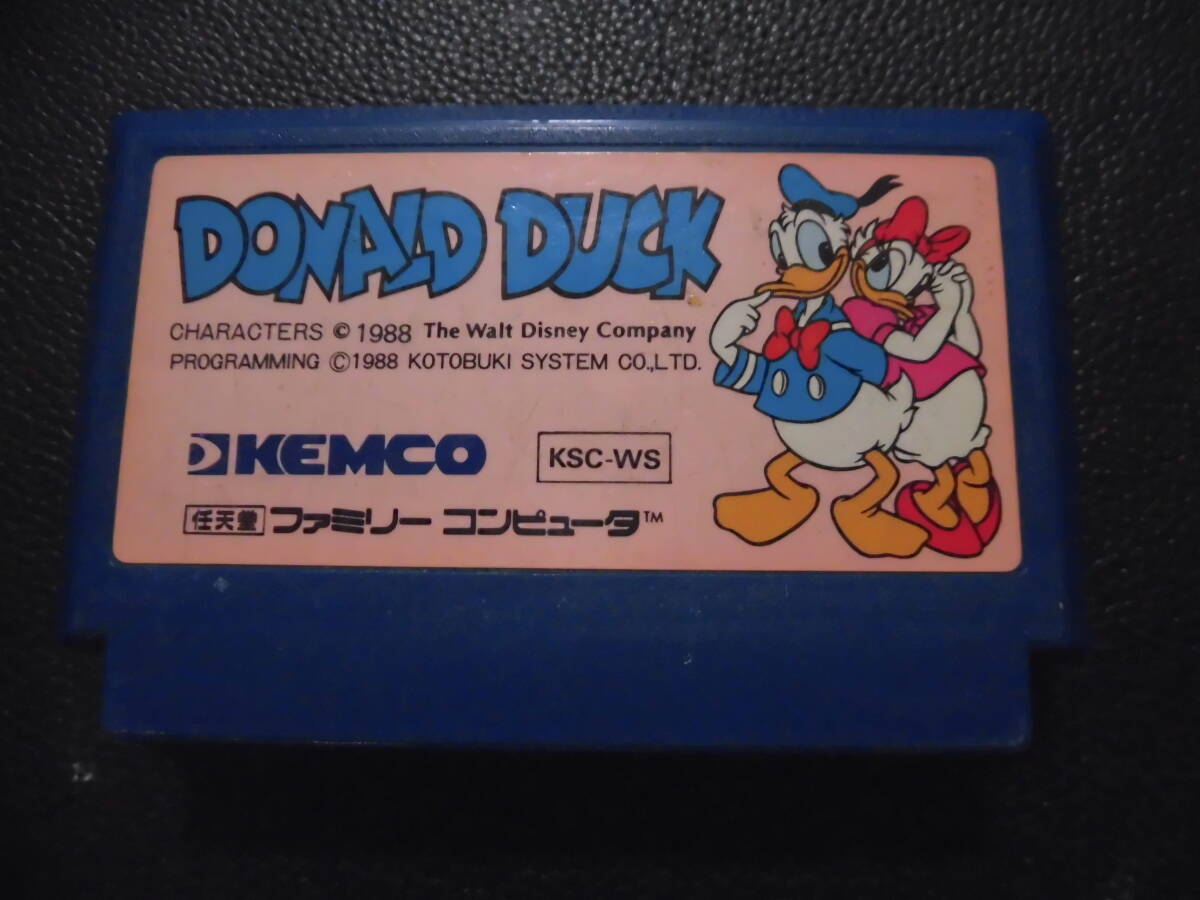 DONALD DUCK
CHARACTERS © 1988 The Walt Disney Company
PROGRAMMING ©1988 KOTOBUKI SYSTEM CO.,LTD.
KEMCO
KSC-WS
任天堂 ファミリー コンピュータ™